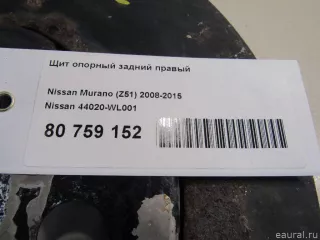 Щит опорный задний правый
Nissan Murano (Z51) 2008-2015
Nissan 44020-WL001
80 759 152
eaural.ru